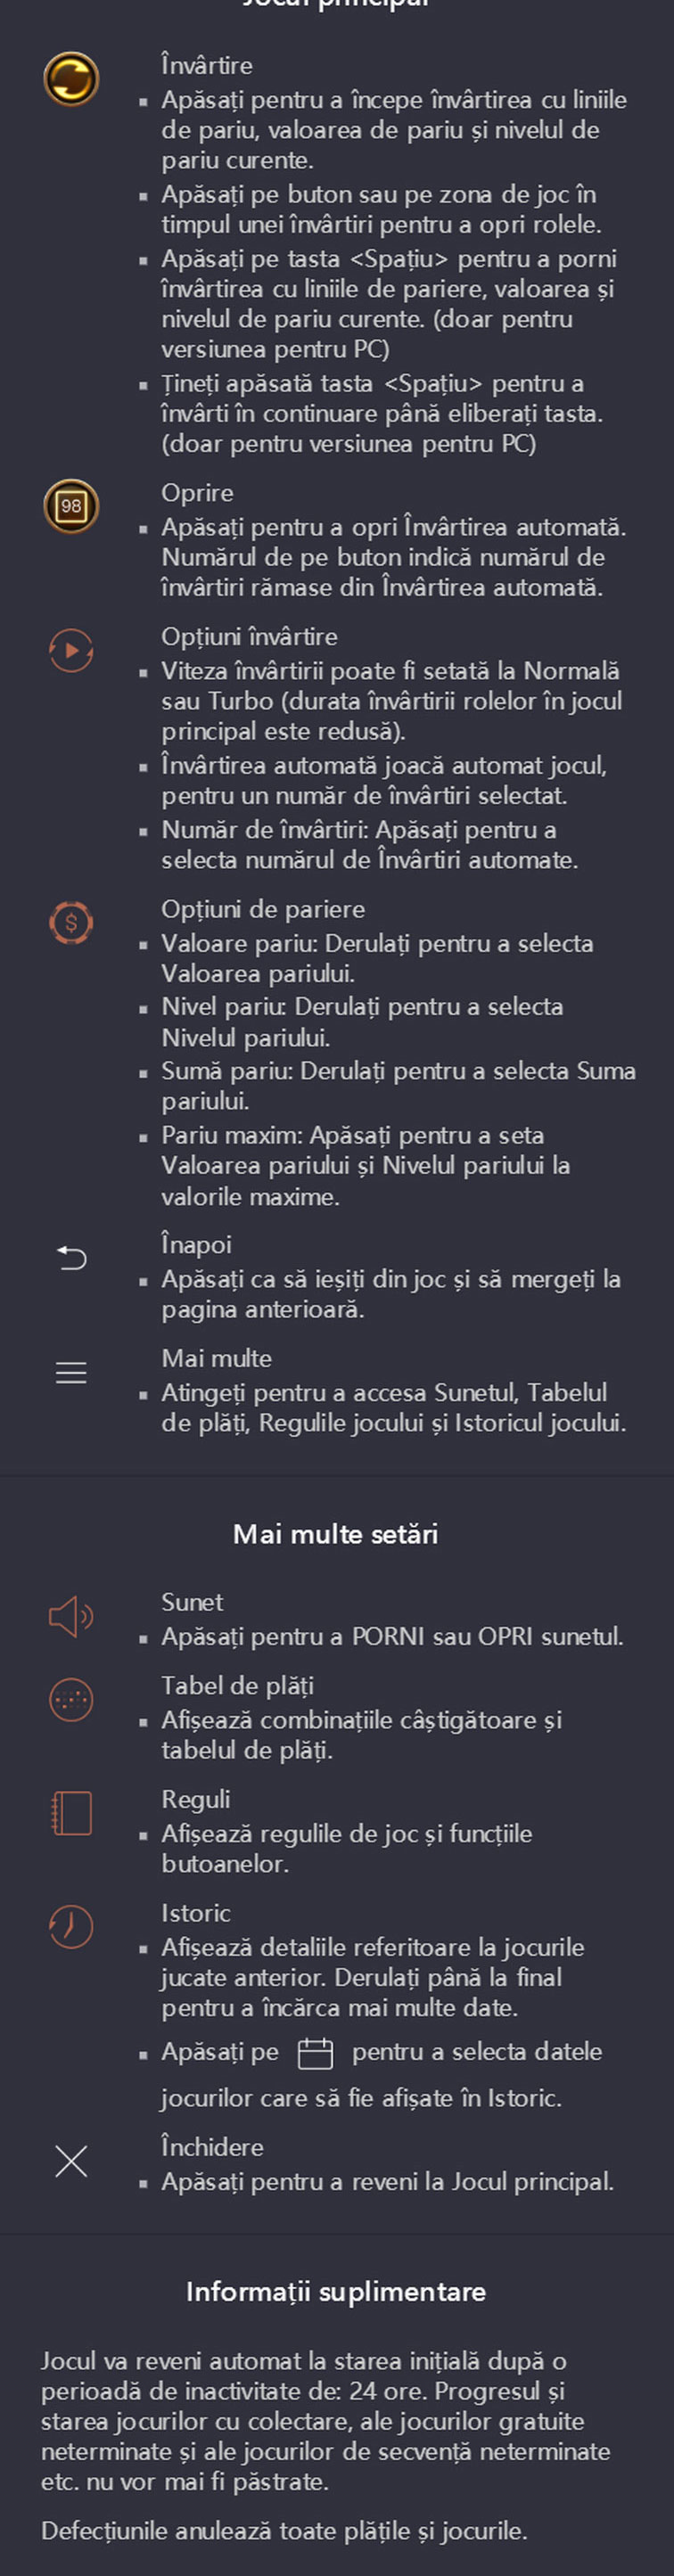 Jocul principal
Învârtire
▪ Apăsați pentru a începe învârtirea cu liniile
de pariu, valoarea de pariu și nivelul de
pariu curente.
▪ Apăsați pe buton sau pe zona de joc în
timpul unei învârtiri pentru a opri rolele.
▪ Apăsați pe tasta <Spațiu> pentru a porni
învârtirea cu liniile de pariere, valoarea și
nivelul de pariu curente. (doar pentru
versiunea pentru PC)
▪ Țineți apăsată tasta <Spațiu> pentru a
învârti în continuare până eliberați tasta.
(doar pentru versiunea pentru PC)
98
Oprire
▪ Apăsați pentru a opri Învârtirea automată.
Numărul de pe buton indică numărul de
învârtiri rămase din Învârtirea automată.
Opțiuni învârtire
▪ Viteza învârtirii poate fi setată la Normală
sau Turbo (durata învârtirii rolelor în jocul
principal este redusă).
▪ Învârtirea automată joacă automat jocul,
pentru un număr de învârtiri selectat.
▪ Număr de învârtiri: Apăsați pentru a
selecta numărul de Învârtiri automate.
$
Opțiuni de pariere
▪ Valoare pariu: Derulați pentru a selecta
Valoarea pariului.
▪ Nivel pariu: Derulați pentru a selecta
Nivelul pariului.
▪ Sumă pariu: Derulați pentru a selecta Suma
pariului.
▪ Pariu maxim: Apăsați pentru a seta
Valoarea pariului și Nivelul pariului la
valorile maxime.
Înapoi
▪ Apăsați ca să ieșiți din joc și să mergeți la
pagina anterioară.
Mai multe
▪ Atingeți pentru a accesa Sunetul, Tabelul
de plăți, Regulile jocului și Istoricul jocului.
Mai multe setări
Sunet
▪ Apăsați pentru a PORNI sau OPRI sunetul.
Tabel de plăți
▪ Afișează combinațiile câștigătoare și
tabelul de plăți.
Reguli
▪ Afișează regulile de joc și funcțiile
butoanelor.
Istoric
▪ Afișează detaliile referitoare la jocurile
jucate anterior. Derulați până la final
pentru a încărca mai multe date.
▪ Apăsați pe pentru a selecta datele
jocurilor care să fie afișate în Istoric.
Închidere
▪ Apăsați pentru a reveni la Jocul principal.
Informații suplimentare
Jocul va reveni automat la starea inițială după o
perioadă de inactivitate de: 24 ore. Progresul și
starea jocurilor cu colectare, ale jocurilor gratuite
neterminate și ale jocurilor de secvență neterminate
etc. nu vor mai fi păstrate.
Defecțiunile anulează toate plățile și jocurile.